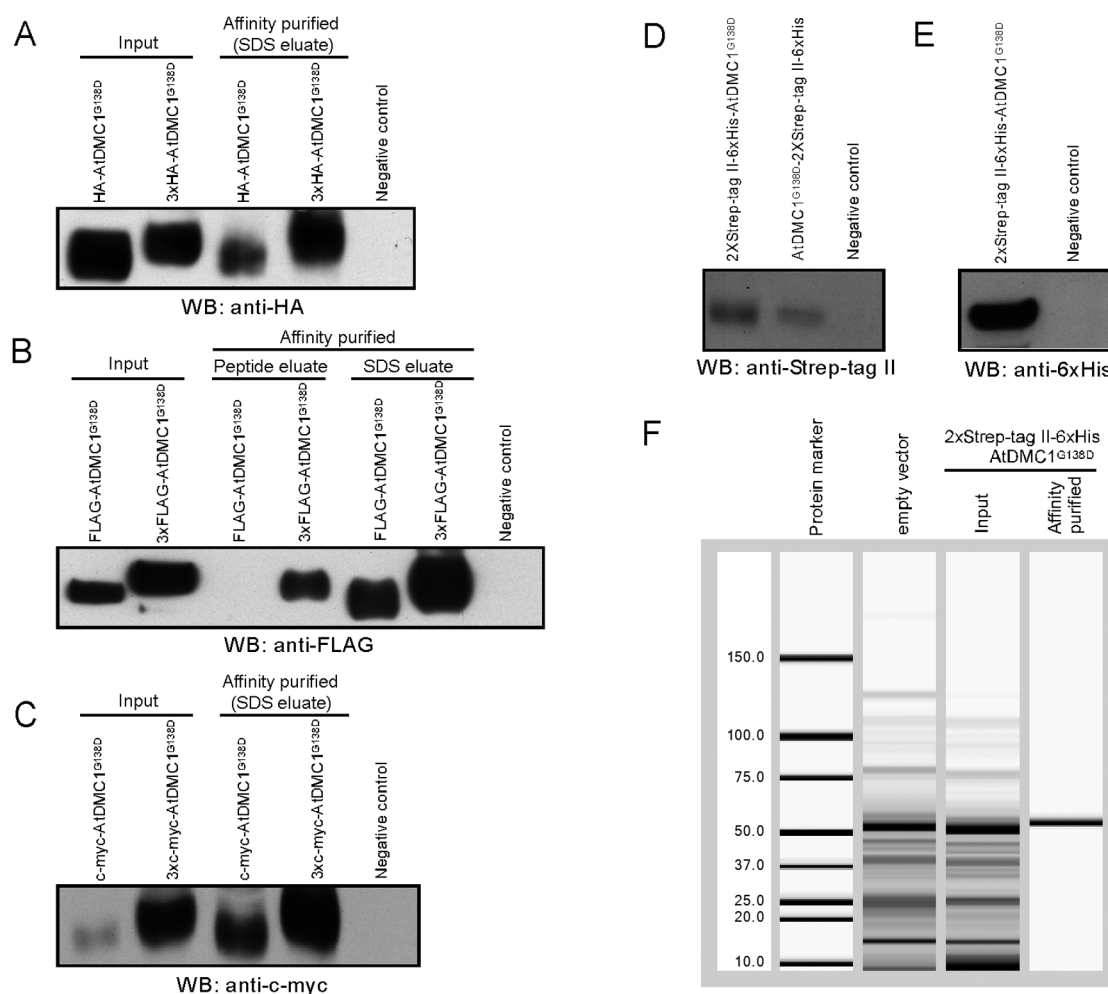 A
Input
Affinity purified
(SDS eluate)
HA-AtDMC1G138D
3xHA-AtDMC1G138D
HA-AtDMC1G138D
3xHA-AtDMC1G138D
Negative control
WB: anti-HA
B
Affinity purified
Input
Peptide eluate
SDS eluate
FLAG-AtDMC1G138D
3xFLAG-AtDMC1G138D
FLAG-AtDMC1G138D
3xFLAG-AtDMC1G138D
FLAG-AtDMC1G138D
3xFLAG-AtDMC1G138D
Negative control
WB: anti-FLAG
C
Input
Affinity purified
(SDS eluate)
c-myc-AtDMC1G138D
3xc-myc-AtDMC1G138D
c-myc-AtDMC1G138D
3xc-myc-AtDMC1G138D
Negative control
WB: anti-c-myc
D
2XStrep-tag II-6xHis-AtDMC1G138D
AtDMC1G138D-2XStrep-tag II-6xHis
Negative control
WB: anti-Strep-tag II
E
2xStrep-tag II-6xHis-AtDMC1G138D
Negative control
WB: anti-6xHis
F
2xStrep-tag II-6xHis
AtDMC1G138D
Protein marker
empty vector
Input
Affinity
purified
150.0
100.0
75.0
50.0
37.0
25.0
20.0
10.0